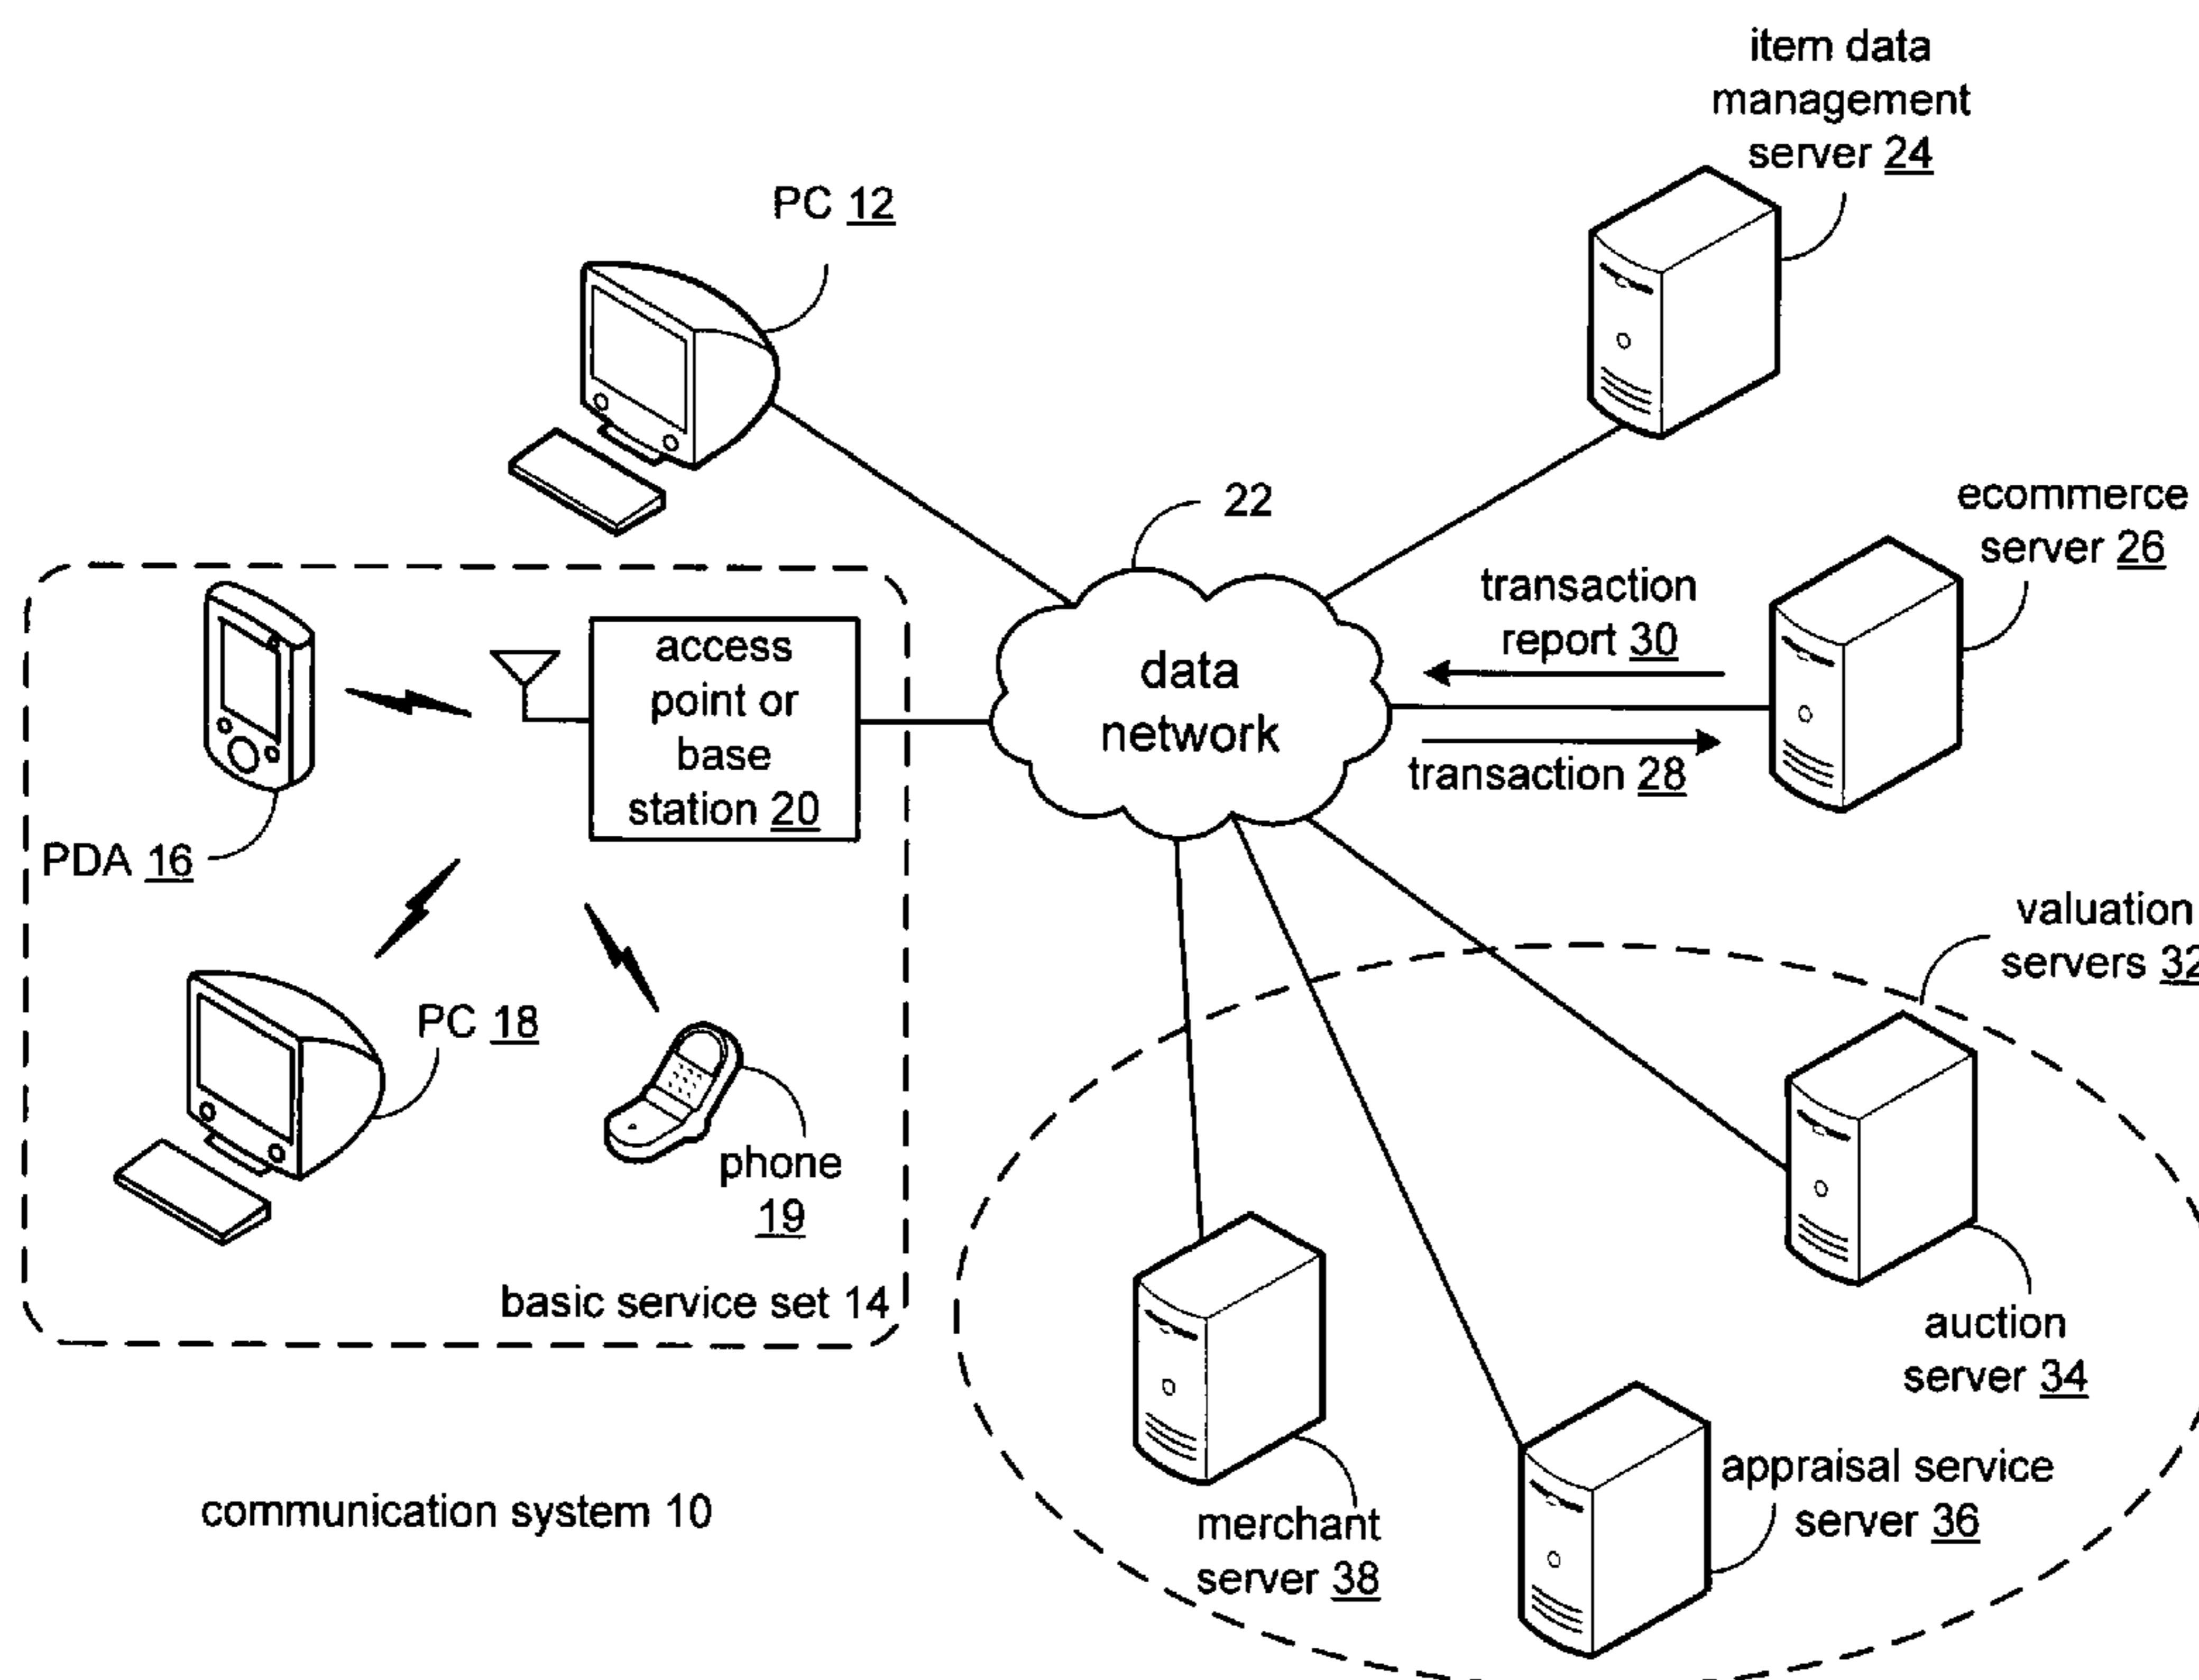 item data
management
server 24
PC 12
ecommerce
server 26
22
transaction
report 30
data
network
transaction 28
access
point or
base
station 20
PDA 16
valuation
servers 32
PC 18
phone
19
basic service set 14
auction
server 34
appraisal service
server 36
merchant
server 38
communication system 10